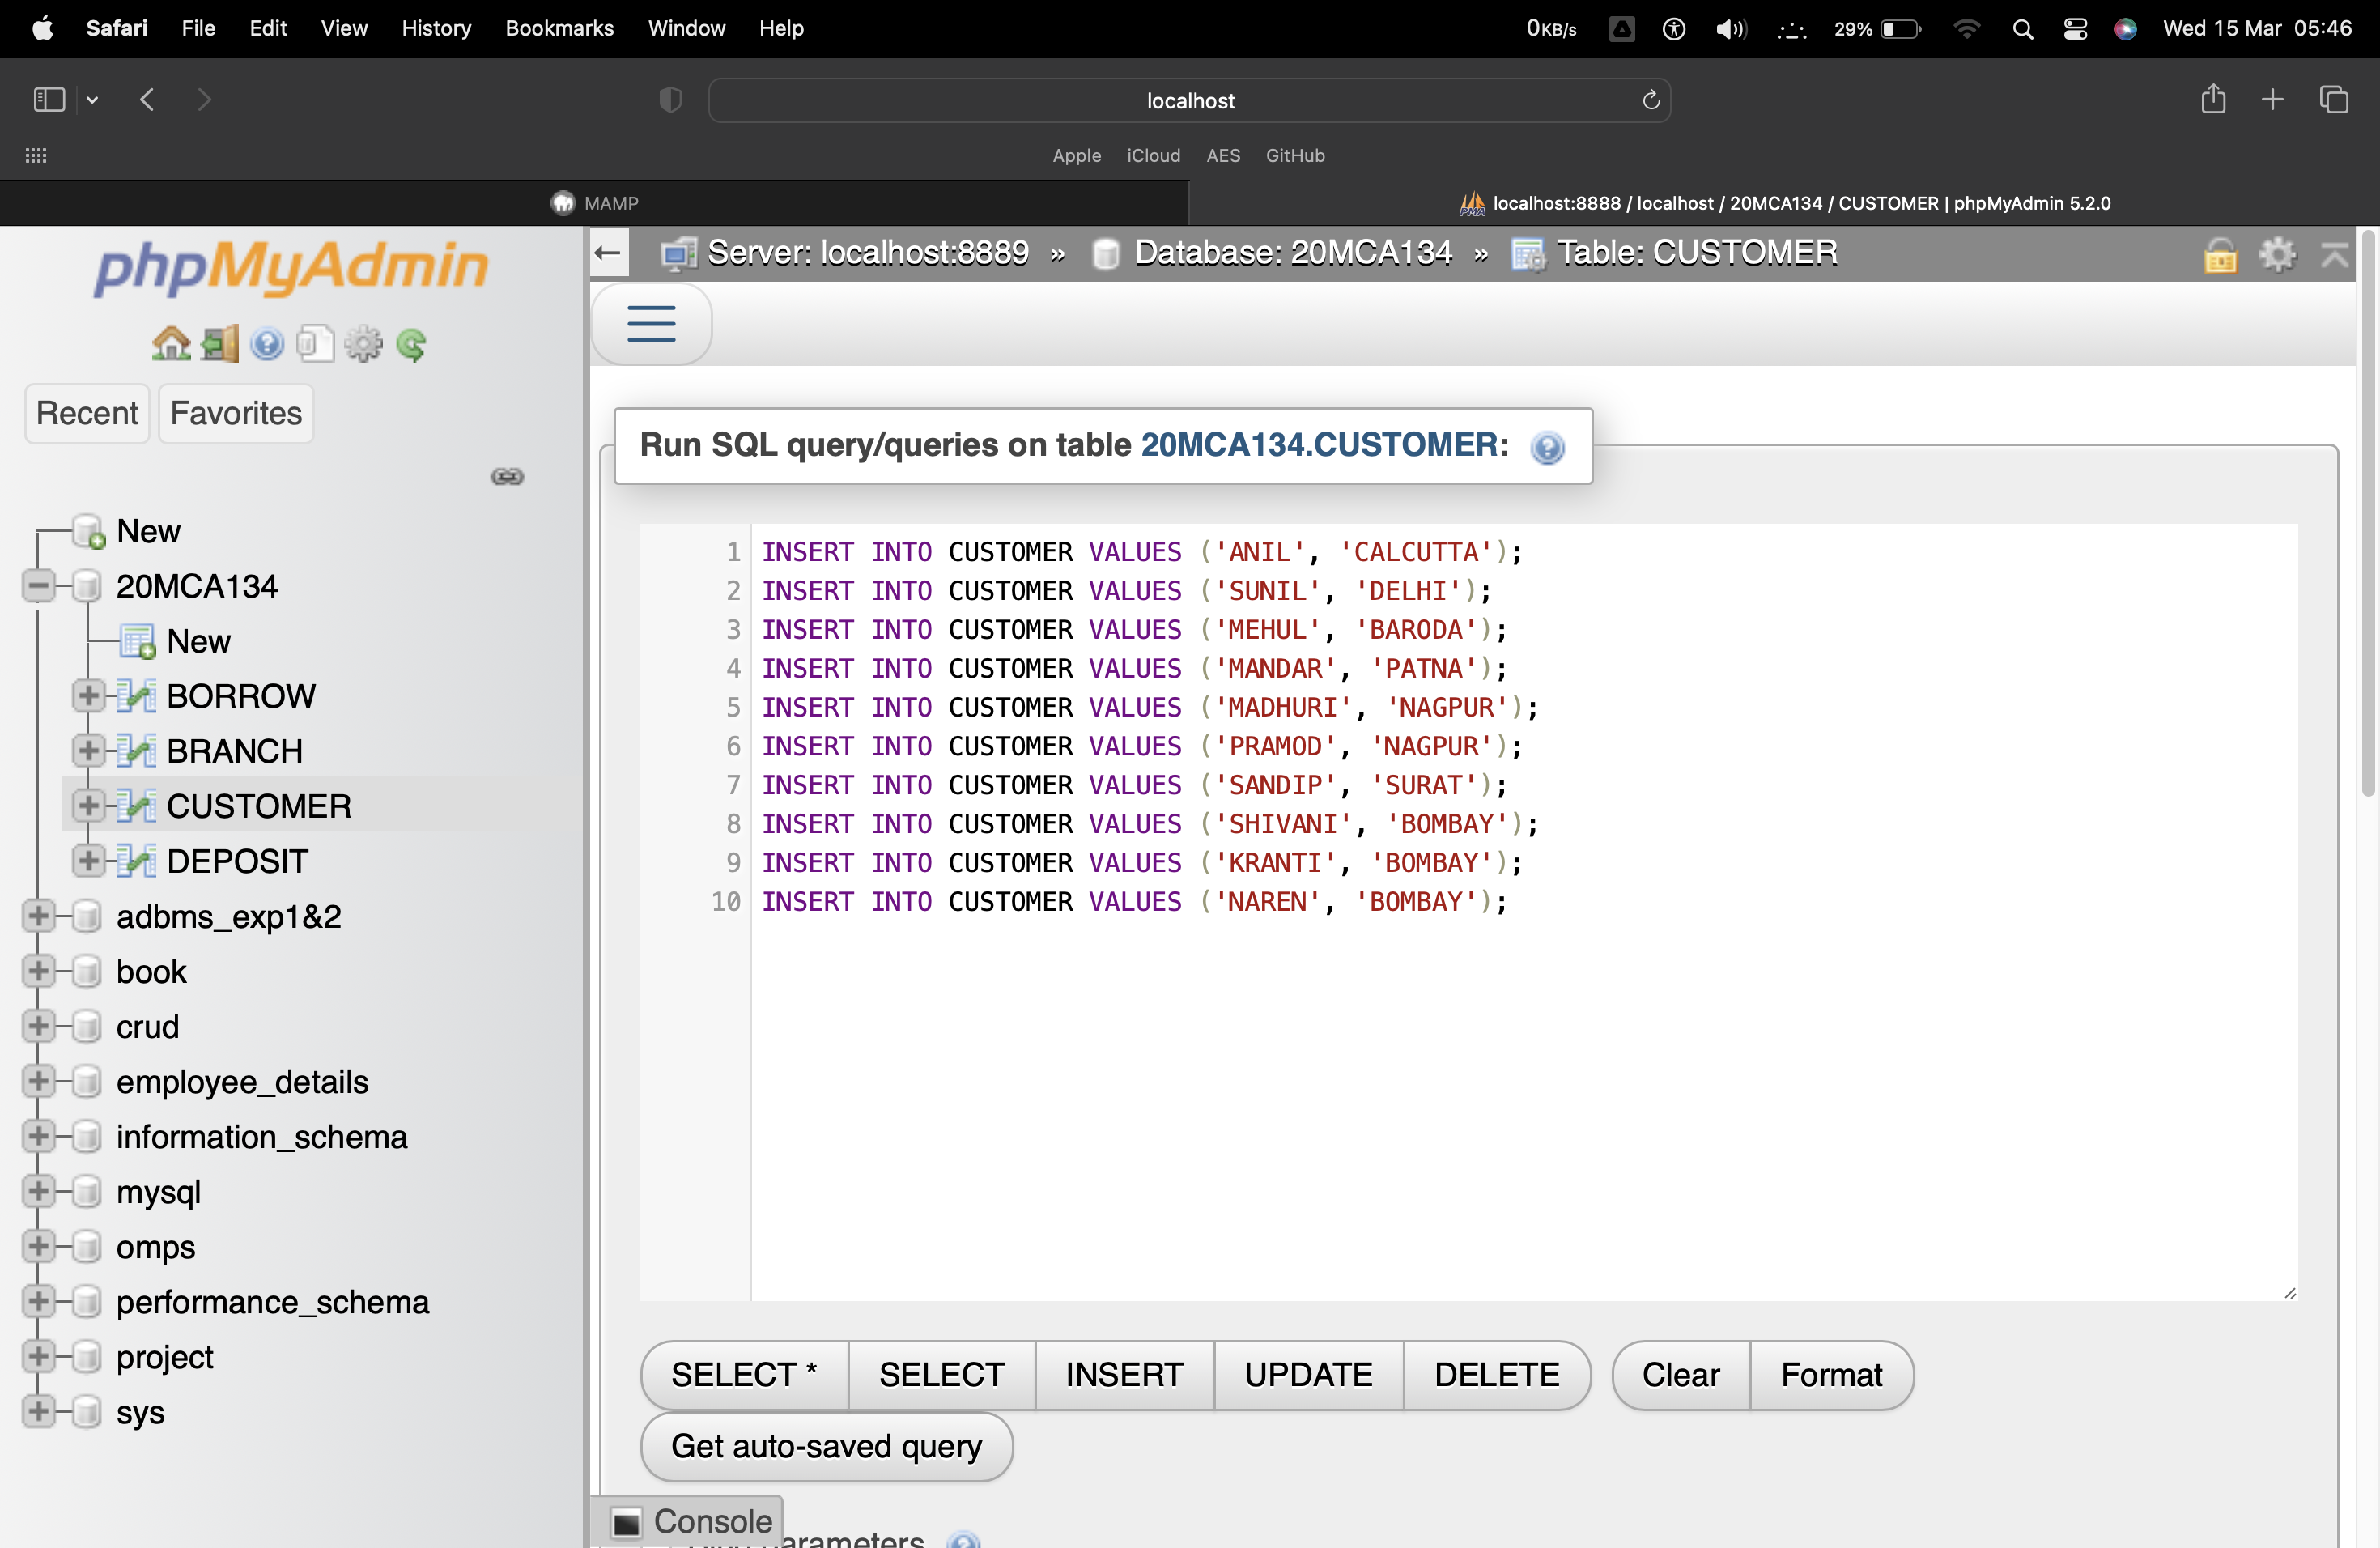 Safari File Edit View History Bookmarks Window Help 0KB/s 29% Wed 15 Mar 05:46
localhost
Apple iCloud AES GitHub
MAMP
PMA localhost:8888 / localhost / 20MCA134 / CUSTOMER | phpMyAdmin 5.2.0
phpMyAdmin
Recent Favorites
New
20MCA134
New
BORROW
BRANCH
CUSTOMER
DEPOSIT
adbms_exp1&2
book
crud
employee_details
information_schema
mysql
omps
performance_schema
project
sys
Server: localhost:8889 » Database: 20MCA134 » Table: CUSTOMER
Run SQL query/queries on table 20MCA134.CUSTOMER:
1 INSERT INTO CUSTOMER VALUES ('ANIL', 'CALCUTTA');
2 INSERT INTO CUSTOMER VALUES ('SUNIL', 'DELHI');
3 INSERT INTO CUSTOMER VALUES ('MEHUL', 'BARODA');
4 INSERT INTO CUSTOMER VALUES ('MANDAR', 'PATNA');
5 INSERT INTO CUSTOMER VALUES ('MADHURI', 'NAGPUR');
6 INSERT INTO CUSTOMER VALUES ('PRAMOD', 'NAGPUR');
7 INSERT INTO CUSTOMER VALUES ('SANDIP', 'SURAT');
8 INSERT INTO CUSTOMER VALUES ('SHIVANI', 'BOMBAY');
9 INSERT INTO CUSTOMER VALUES ('KRANTI', 'BOMBAY');
10 INSERT INTO CUSTOMER VALUES ('NAREN', 'BOMBAY');
SELECT * SELECT INSERT UPDATE DELETE Clear Format
Get auto-saved query
Console